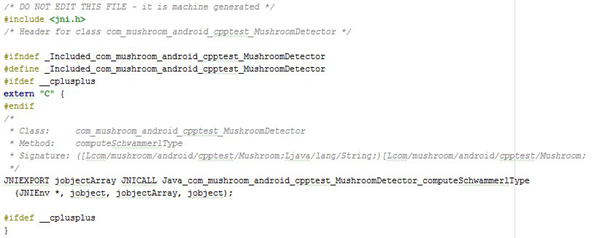 /* DO NOT EDIT THIS FILE - it is machine generated */
#include <jni.h>
/* Header for class com_mushroom_android_cpptest_MushroomDetector */

#ifndef _Included_com_mushroom_android_cpptest_MushroomDetector
#define _Included_com_mushroom_android_cpptest_MushroomDetector
#ifdef __cplusplus
extern "C" {
#endif
/*
 * Class:     com_mushroom_android_cpptest_MushroomDetector
 * Method:    computeSchwammerlType
 * Signature: ([Lcom/mushroom/android/cpptest/Mushroom;Ljava/lang/String;)[Lcom/mushroom/android/cpptest/Mushroom;
 */
JNIEXPORT jobjectArray JNICALL Java_com_mushroom_android_cpptest_MushroomDetector_computeSchwammerlType
  (JNIEnv *, jobject, jobjectArray, jobject);

#ifdef __cplusplus
}